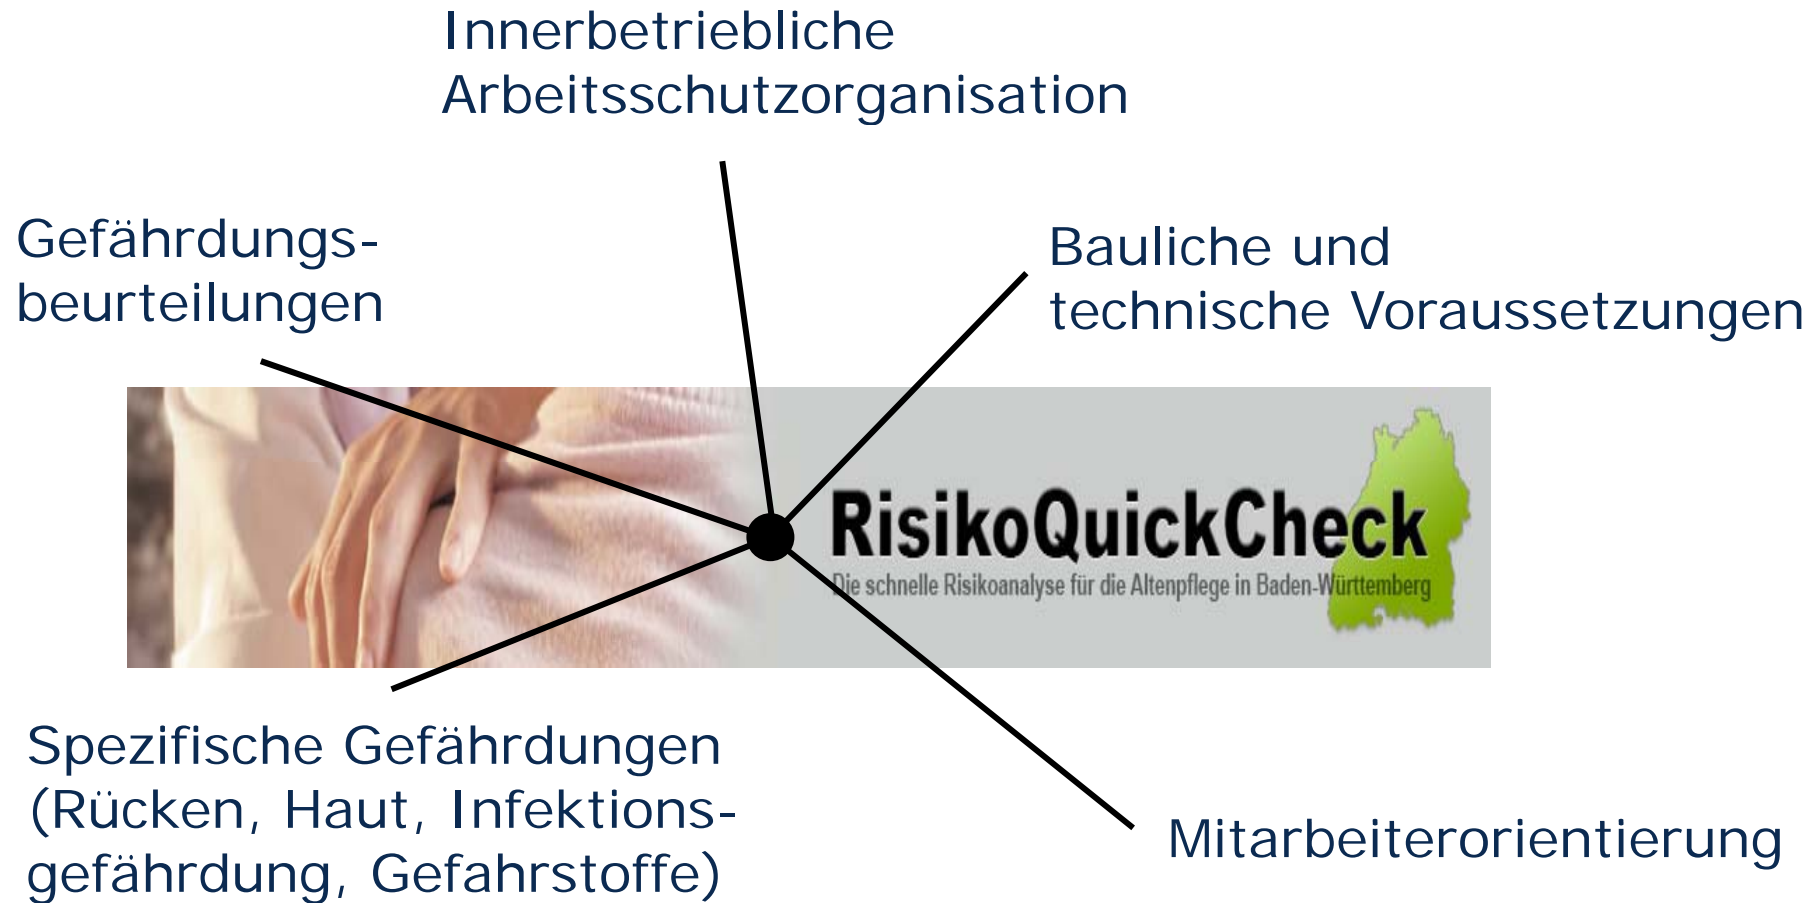 Innerbetriebliche
Arbeitsschutzorganisation
Gefährdungs-
beurteilungen
Bauliche und
technische Voraussetzungen
RisikoQuickCheck
Die schnelle Risikoanalyse für die Altenpflege in Baden-Württemberg
Spezifische Gefährdungen
(Rücken, Haut, Infektions-
gefährdung, Gefahrstoffe)
Mitarbeiterorientierung